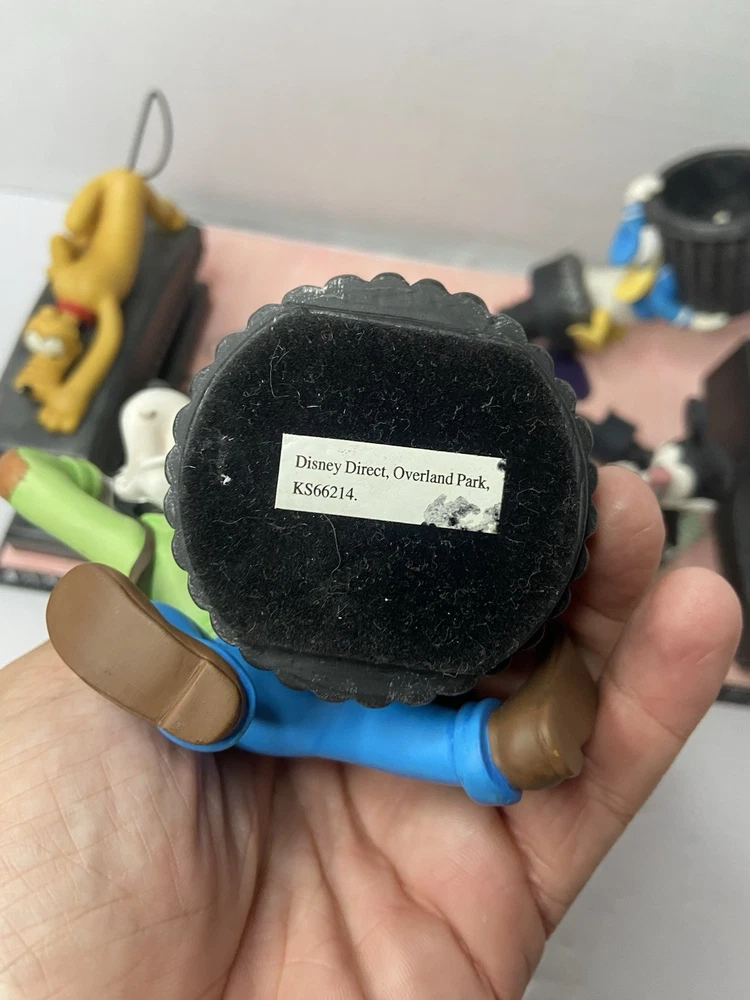 Disney Direct, Overland Park,
KS66214.